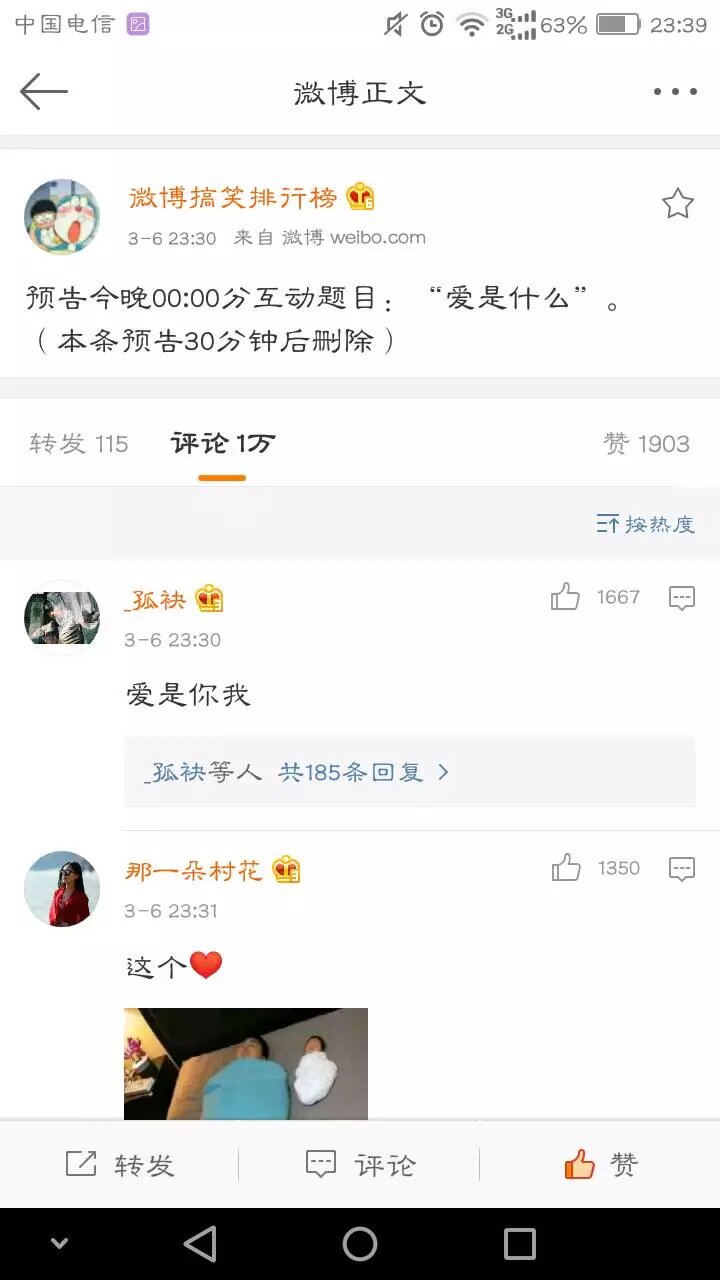 中国电信 3G 2G 63% 23:39
微博正文
微博搞笑排行榜
3-6 23:30 来自 微博 weibo.com
预告今晚00:00分互动题目：“爱是什么”。
（本条预告30分钟后删除）
转发 115 评论 1万 赞 1903
按热度
_孤袂 1667
3-6 23:30
爱是你我
_孤袂等人 共185条回复
那一朵村花 1350
3-6 23:31
这个❤️
转发 评论 赞